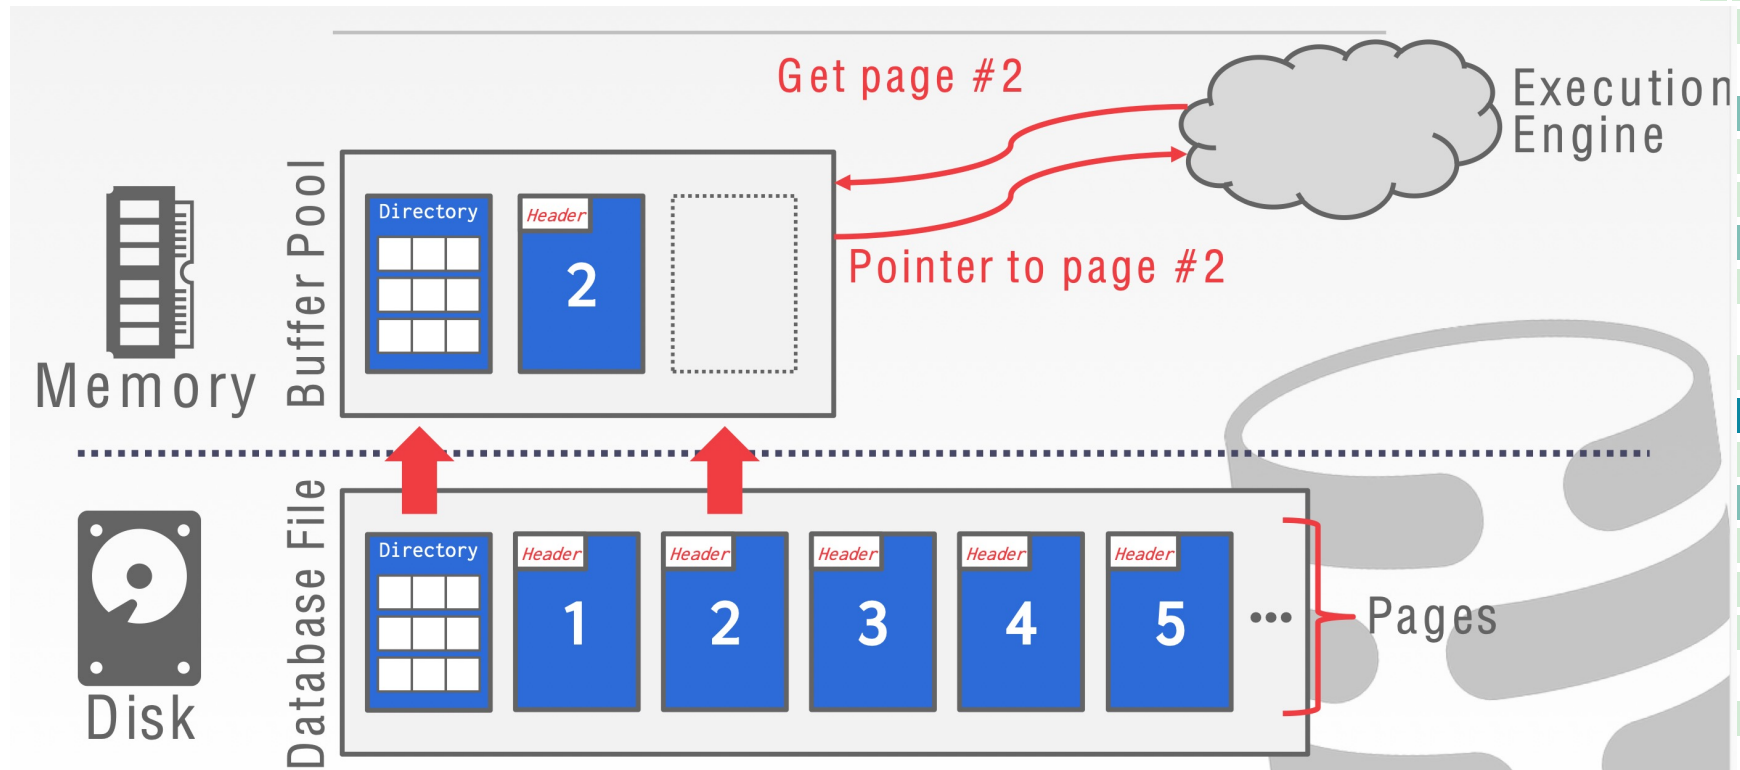 Get page #2
Execution
Engine
Buffer Pool
Directory
Header
2
Pointer to page #2
Memory
Database File
Directory
Header
1
Header
2
Header
3
Header
4
Header
5
...
Pages
Disk